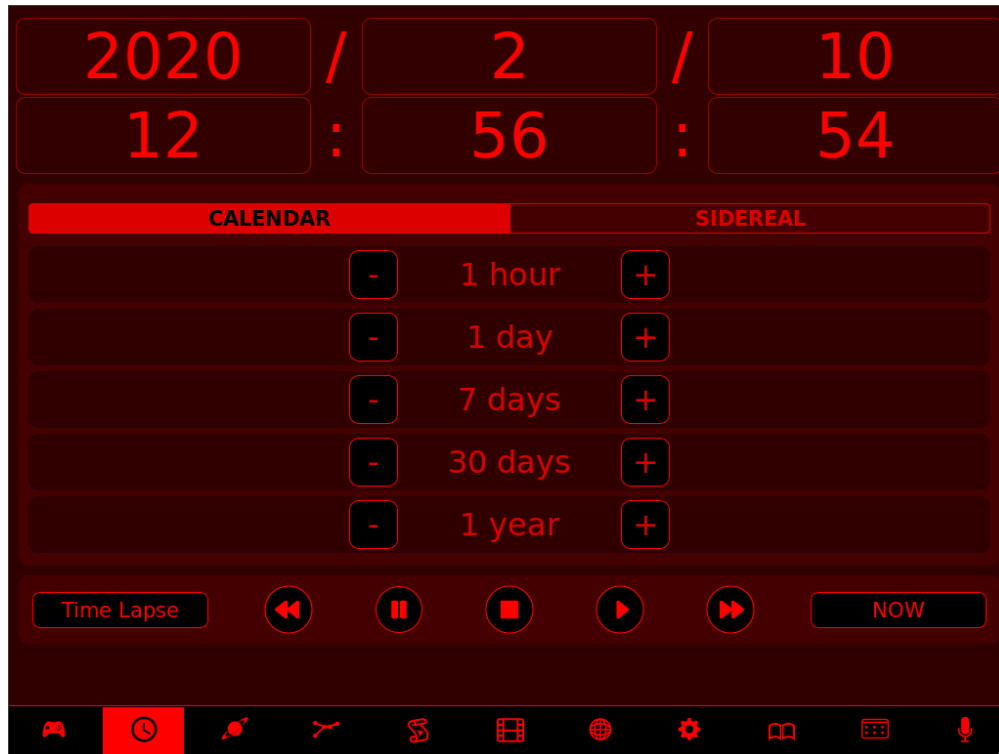 2020 / 2 / 10
12 : 56 : 54
CALENDAR SIDEREAL
- 1 hour +
- 1 day +
- 7 days +
- 30 days +
- 1 year +
Time Lapse NOW